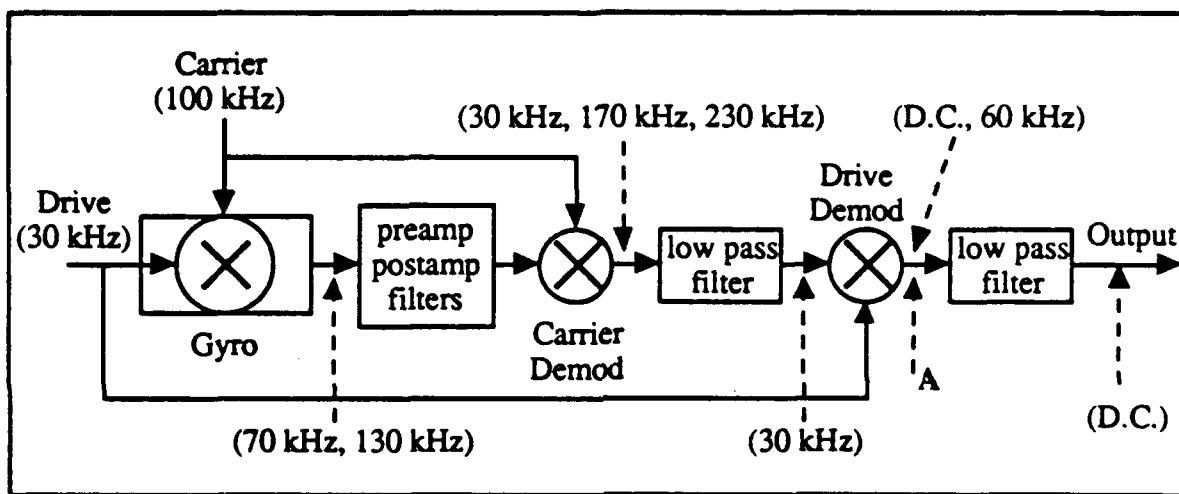 Carrier
(100 kHz)
(30 kHz, 170 kHz, 230 kHz)
(D.C., 60 kHz)
Drive
(30 kHz)
Drive
Demod
preamp
postamp
filters
low pass
filter
low pass
filter
Output
Gyro
Carrier
Demod
A
(70 kHz, 130 kHz)
(30 kHz)
(D.C.)